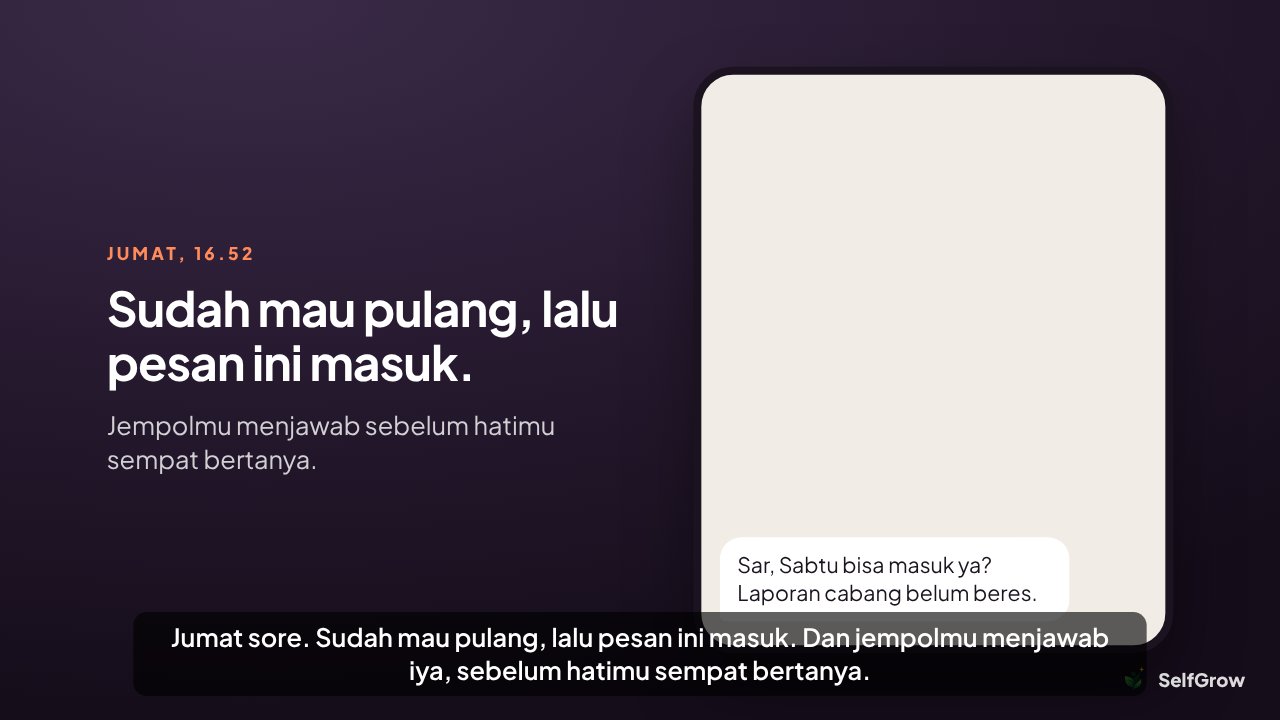 JUMAT, 16.52
Sudah mau pulang, lalu
pesan ini masuk.
Jempolmu menjawab sebelum hatimu
sempat bertanya.
Sar, Sabtu bisa masuk ya?
Laporan cabang belum beres.
Jumat sore. Sudah mau pulang, lalu pesan ini masuk. Dan jempolmu menjawab
iya, sebelum hatimu sempat bertanya.
SelfGrow